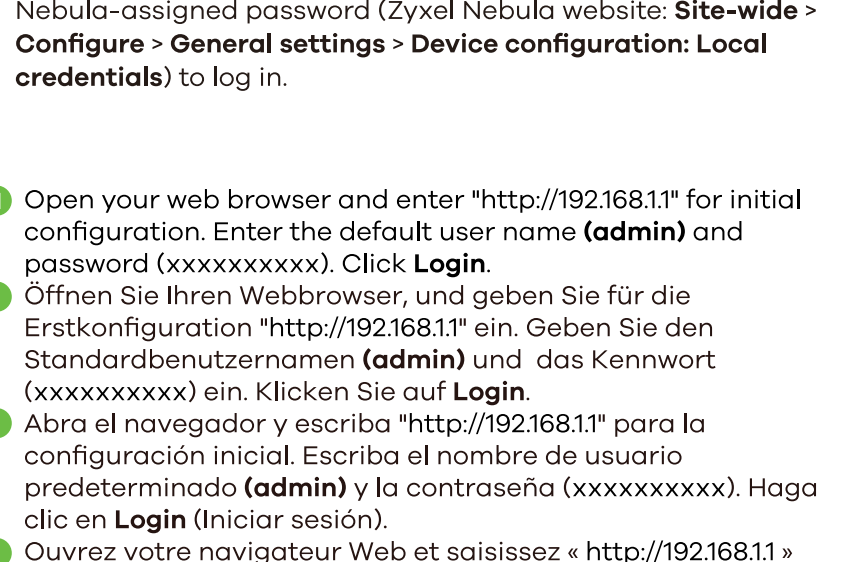 Nebula-assigned password (Zyxel Nebula website: Site-wide >
Configure > General settings > Device configuration: Local
credentials) to log in.
Open your web browser and enter "http://192.168.1.1" for initial
configuration. Enter the default user name (admin) and
password (xxxxxxxxxx). Click Login.
Öffnen Sie Ihren Webbrowser, und geben Sie für die
Erstkonfiguration "http://192.168.1.1" ein. Geben Sie den
Standardbenutzernamen (admin) und das Kennwort
(xxxxxxxxxx) ein. Klicken Sie auf Login.
Abra el navegador y escriba "http://192.168.1.1" para la
configuración inicial. Escriba el nombre de usuario
predeterminado (admin) y la contraseña (xxxxxxxxxx). Haga
clic en Login (Iniciar sesión).
Ouvrez votre navigateur Web et saisissez « http://192.168.1.1 »